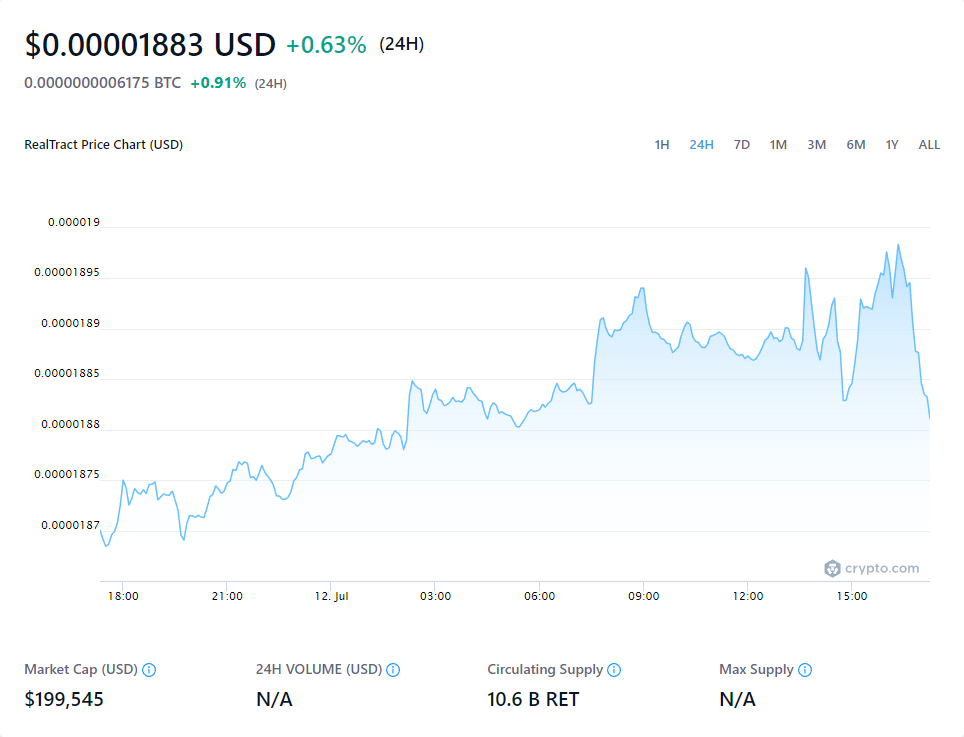 $0.00001883 USD +0.63% (24H)
0.0000000006175 BTC +0.91% (24H)
RealTract Price Chart (USD) 1H 24H 7D 1M 3M 6M 1Y ALL
0.000019
0.00001895
0.0000189
0.00001885
0.0000188
0.00001875
0.0000187
crypto.com
18:00 21:00 12. Jul 03:00 06:00 09:00 12:00 15:00
Market Cap (USD) 24H VOLUME (USD) Circulating Supply Max Supply
$199,545 N/A 10.6 B RET N/A